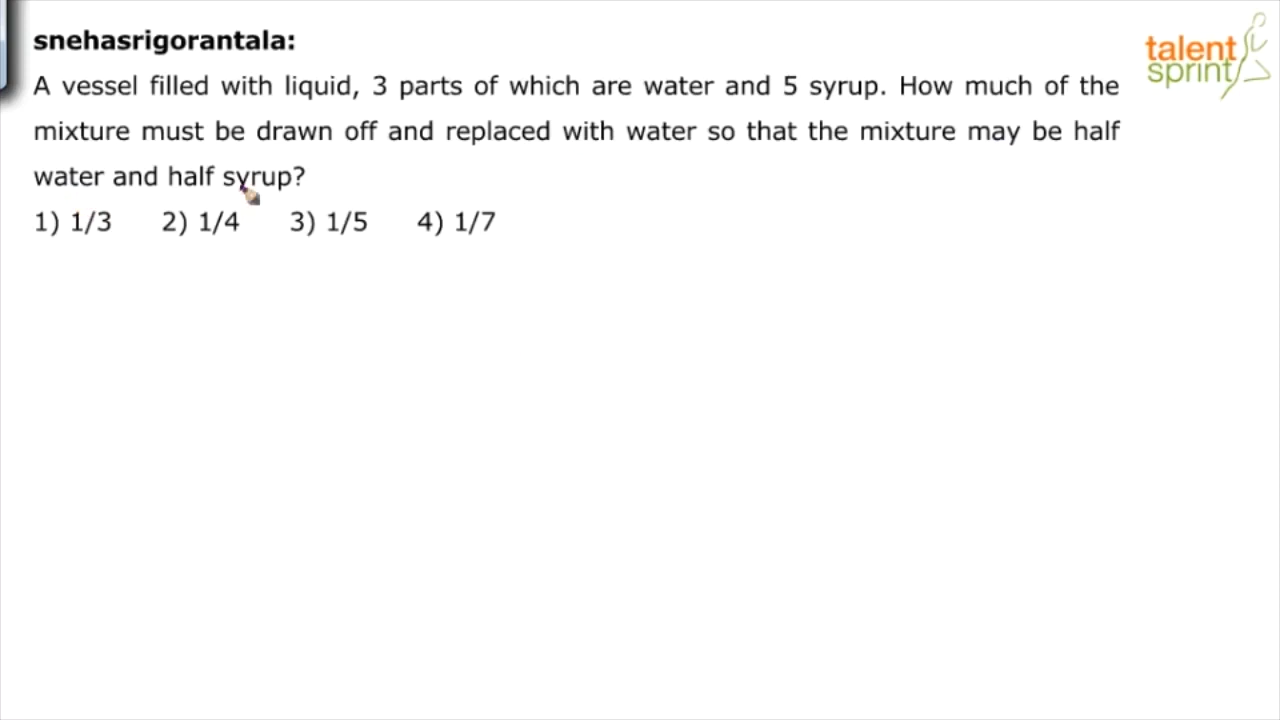 snehasrigorantala:
talent
sprint
A vessel filled with liquid, 3 parts of which are water and 5 syrup. How much of the
mixture must be drawn off and replaced with water so that the mixture may be half
water and half syrup?
1) 1/3 2) 1/4 3) 1/5 4) 1/7